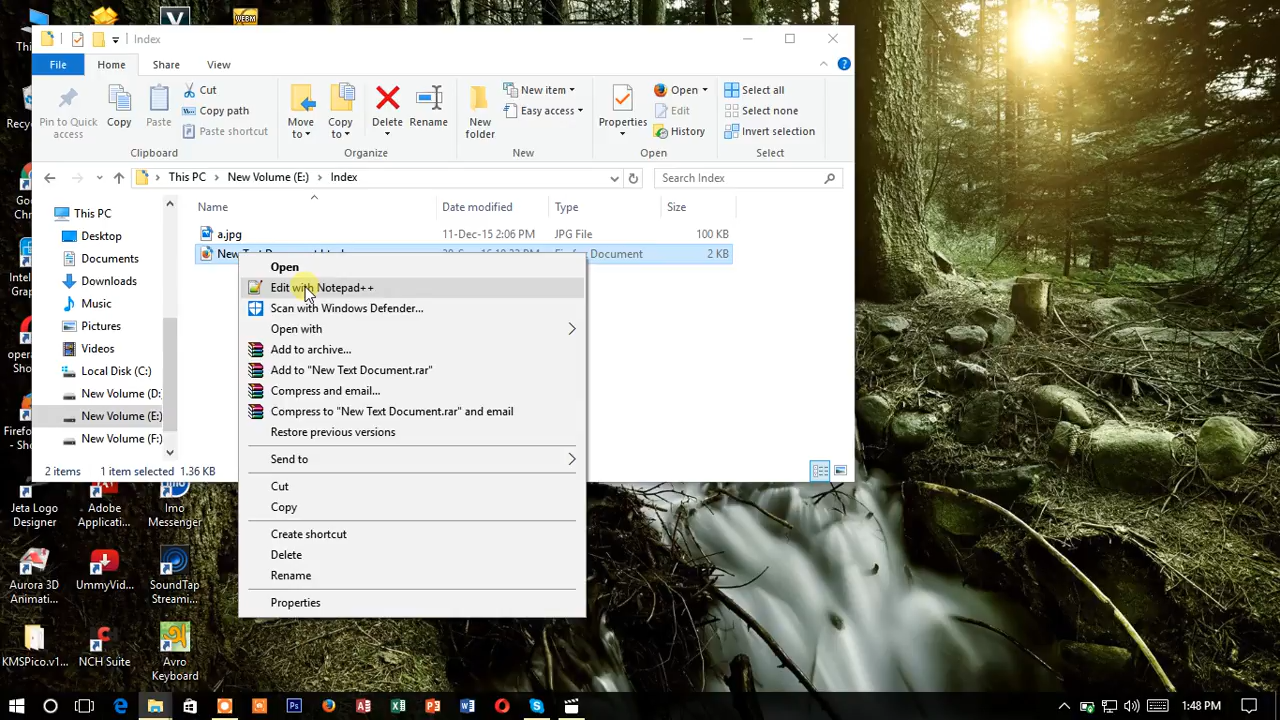 Index
File
Home
Share
View
Pin to Quick access
Copy
Paste
Cut
Copy path
Paste shortcut
Clipboard
Move to
Copy to
Delete
Rename
Organize
New folder
New item
Easy access
New
Properties
Open
Edit
History
Open
Select all
Select none
Invert selection
Select
This PC
New Volume (E:)
Index
Search Index
Name
Date modified
Type
Size
a.jpg
11-Dec-15 2:06 PM
JPG File
100 KB
Document
2 KB
This PC
Desktop
Documents
Downloads
Music
Pictures
Videos
Local Disk (C:)
New Volume (D:
New Volume (E:)
New Volume (F:)
2 items
1 item selected
1.36 KB
Open
Edit with Notepad++
Scan with Windows Defender...
Open with
Add to archive...
Add to "New Text Document.rar"
Compress and email...
Compress to "New Text Document.rar" and email
Restore previous versions
Send to
Cut
Copy
Create shortcut
Delete
Rename
Properties
Jeta Logo
Designer
Adobe
Applicati...
Imo
Messenger
Aurora 3D
Animati...
UmmyVid...
SoundTap
Streami...
KMSPico.v1...
NCH Suite
Avro
Keyboard
1:48 PM